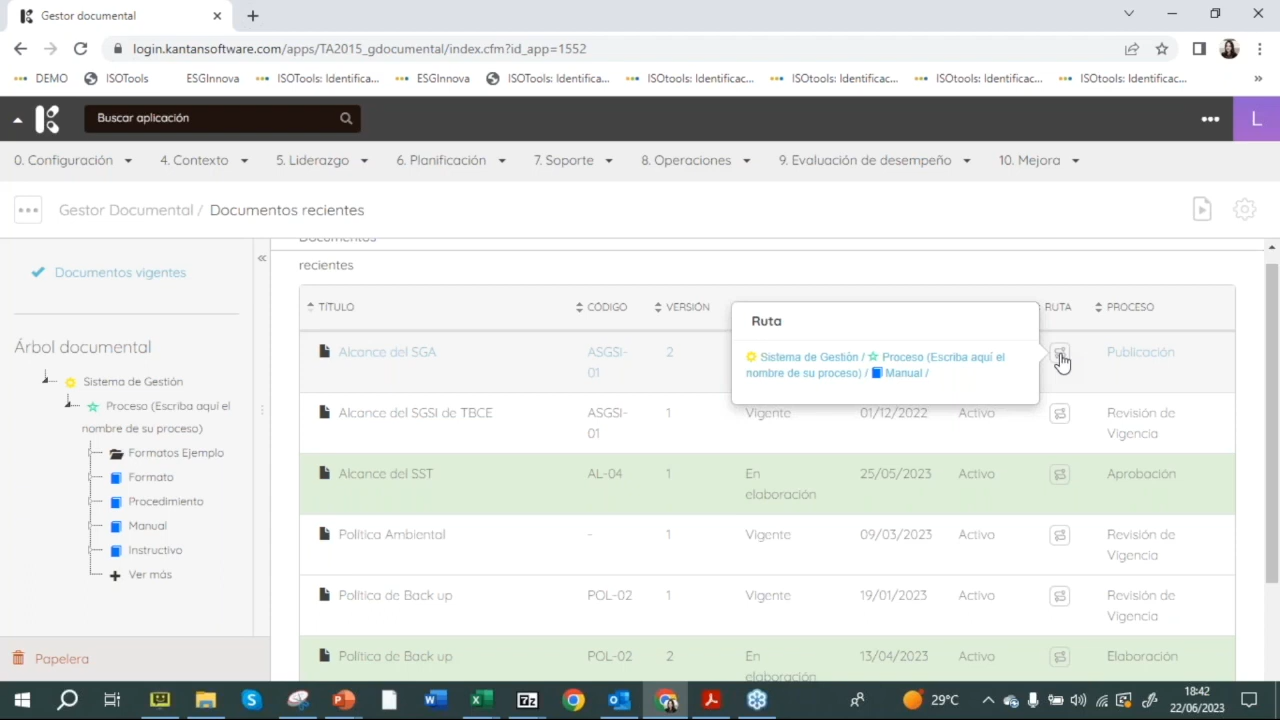 Gestor documental
login.kantansoftware.com/apps/TA2015_gdocumental/index.cfm?id_app=1552
DEMO
ISOTools
ESGInnova
ISOTools: Identifica...
ESGInnova
ISOTools: Identifica...
ISOtools: Identificac...
ISOtools: Identificac...
ISOtools: Identificac...
ISOtools: Identificac...
»
Buscar aplicación
L
0. Configuración
4. Contexto
5. Liderazgo
6. Planificación
7. Soporte
8. Operaciones
9. Evaluación de desempeño
10. Mejora
Gestor Documental / Documentos recientes
Documentos vigentes
Árbol documental
Sistema de Gestión
Proceso (Escriba aquí el
nombre de su proceso)
Formatos Ejemplo
Formato
Procedimiento
Manual
Instructivo
Ver más
Papelera
«
Documentos
recientes
TÍTULO CÓDIGO VERSIÓN RUTA PROCESO
Ruta
Sistema de Gestión / Proceso (Escriba aquí el
nombre de su proceso) / Manual /
Alcance del SGA ASGSI-01 2 Publicación
Alcance del SGSI de TBCE ASGSI-01 1 Vigente 01/12/2022 Activo Revisión de Vigencia
Alcance del SST AL-04 1 En elaboración 25/05/2023 Activo Aprobación
Política Ambiental - 1 Vigente 09/03/2023 Activo Revisión de Vigencia
Política de Back up POL-02 1 Vigente 19/01/2023 Activo Revisión de Vigencia
Política de Back up POL-02 2 En elaboración 13/04/2023 Activo Elaboración
29°C
18:42
22/06/2023